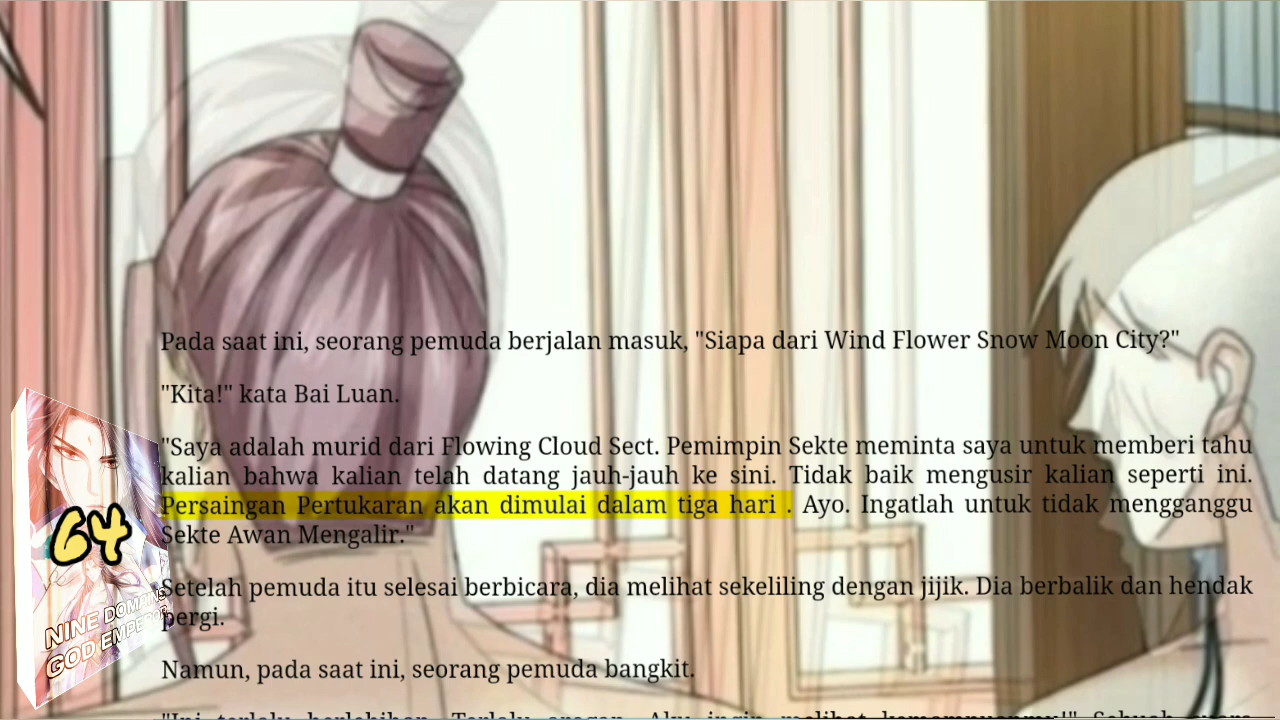 Pada saat ini, seorang pemuda berjalan masuk, "Siapa dari Wind Flower Snow Moon City?"
"Kita!" kata Bai Luan.
"Saya adalah murid dari Flowing Cloud Sect. Pemimpin Sekte meminta saya untuk memberi tahu
kalian bahwa kalian telah datang jauh-jauh ke sini. Tidak baik mengusir kalian seperti ini.
Persaingan Pertukaran akan dimulai dalam tiga hari . Ayo. Ingatlah untuk tidak mengganggu
Sekte Awan Mengalir."
Setelah pemuda itu selesai berbicara, dia melihat sekeliling dengan jijik. Dia berbalik dan hendak
pergi.
Namun, pada saat ini, seorang pemuda bangkit.
64
NINE DOMAINS
GOD EMPEROR